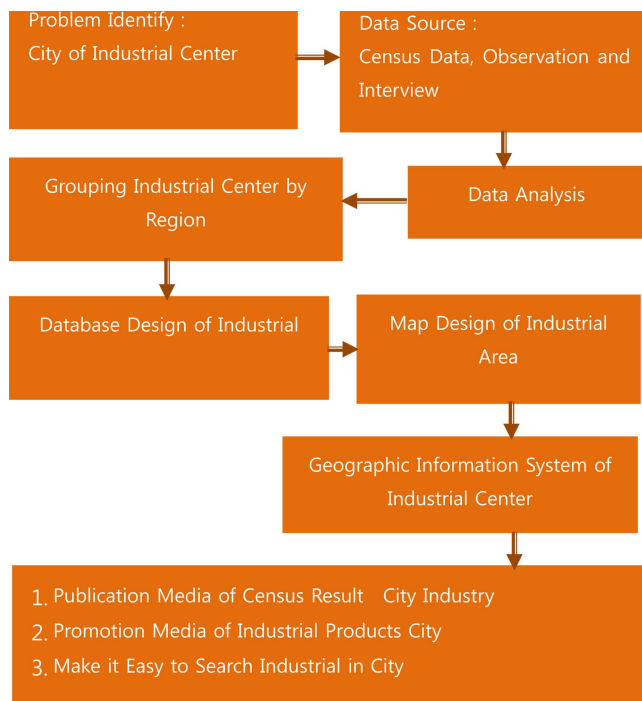 Problem Identify :
City of Industrial Center
Data Source :
Census Data, Observation and
Interview
Grouping Industrial Center by
Region
Data Analysis
Database Design of Industrial
Map Design of Industrial
Area
Geographic Information System of
Industrial Center
1. Publication Media of Census Result City Industry
2. Promotion Media of Industrial Products City
3. Make it Easy to Search Industrial in City